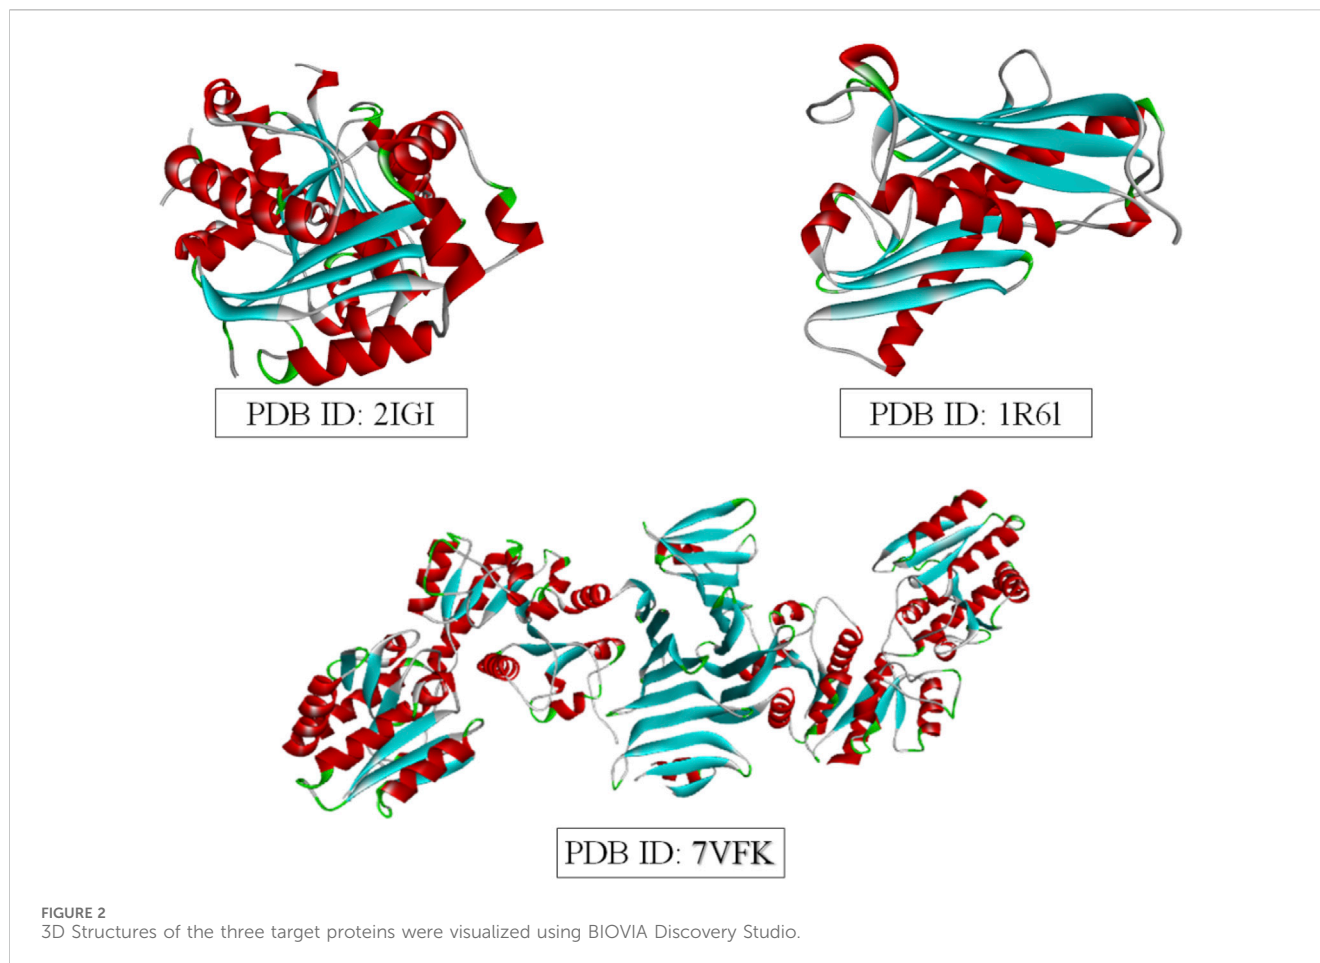 PDB ID: 2IGI
PDB ID: 1R6l
PDB ID: 7VFK
FIGURE 2
3D Structures of the three target proteins were visualized using BIOVIA Discovery Studio.